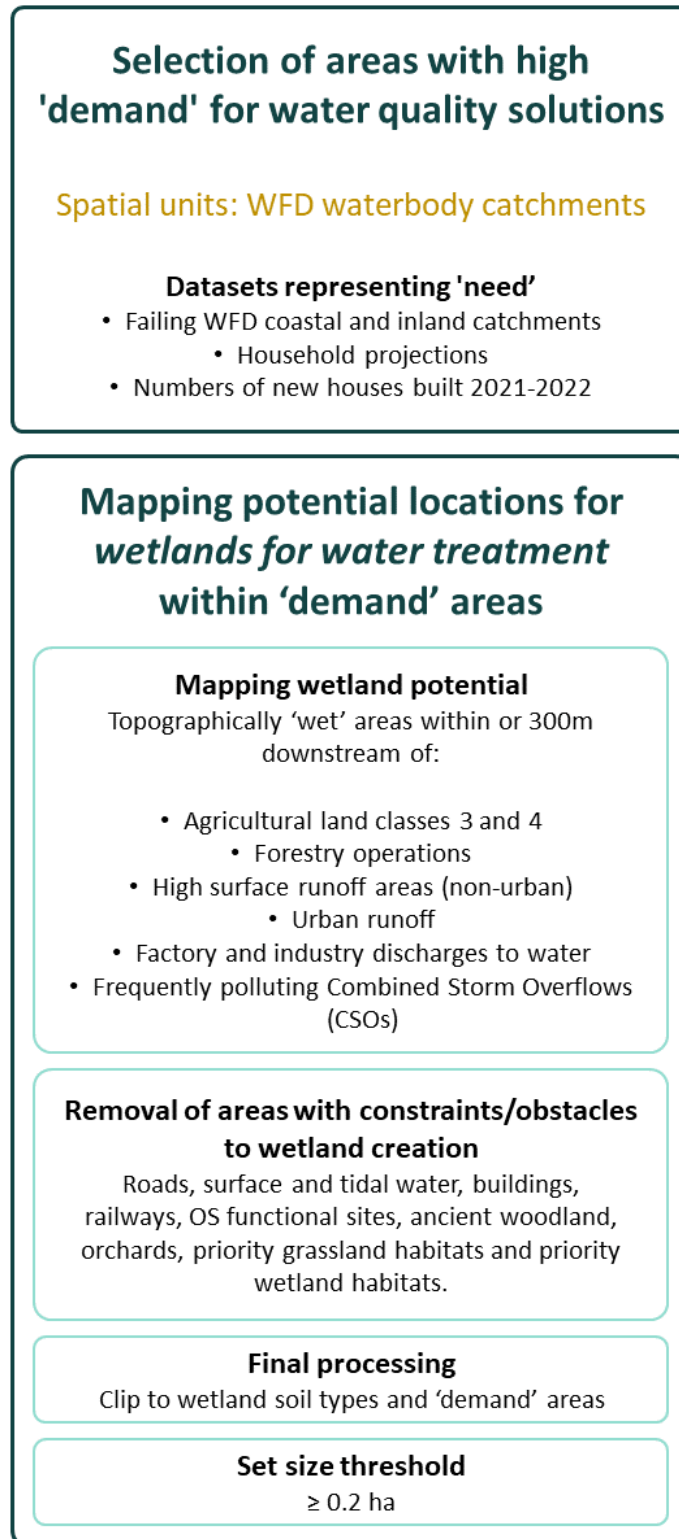 Selection of areas with high
'demand' for water quality solutions
Spatial units: WFD waterbody catchments
Datasets representing 'need’
• Failing WFD coastal and inland catchments
• Household projections
• Numbers of new houses built 2021-2022
Mapping potential locations for
wetlands for water treatment
within ‘demand’ areas
Mapping wetland potential
Topographically ‘wet’ areas within or 300m
downstream of:
• Agricultural land classes 3 and 4
• Forestry operations
• High surface runoff areas (non-urban)
• Urban runoff
• Factory and industry discharges to water
• Frequently polluting Combined Storm Overflows
(CSOs)
Removal of areas with constraints/obstacles
to wetland creation
Roads, surface and tidal water, buildings,
railways, OS functional sites, ancient woodland,
orchards, priority grassland habitats and priority
wetland habitats.
Final processing
Clip to wetland soil types and ‘demand’ areas
Set size threshold
≥ 0.2 ha